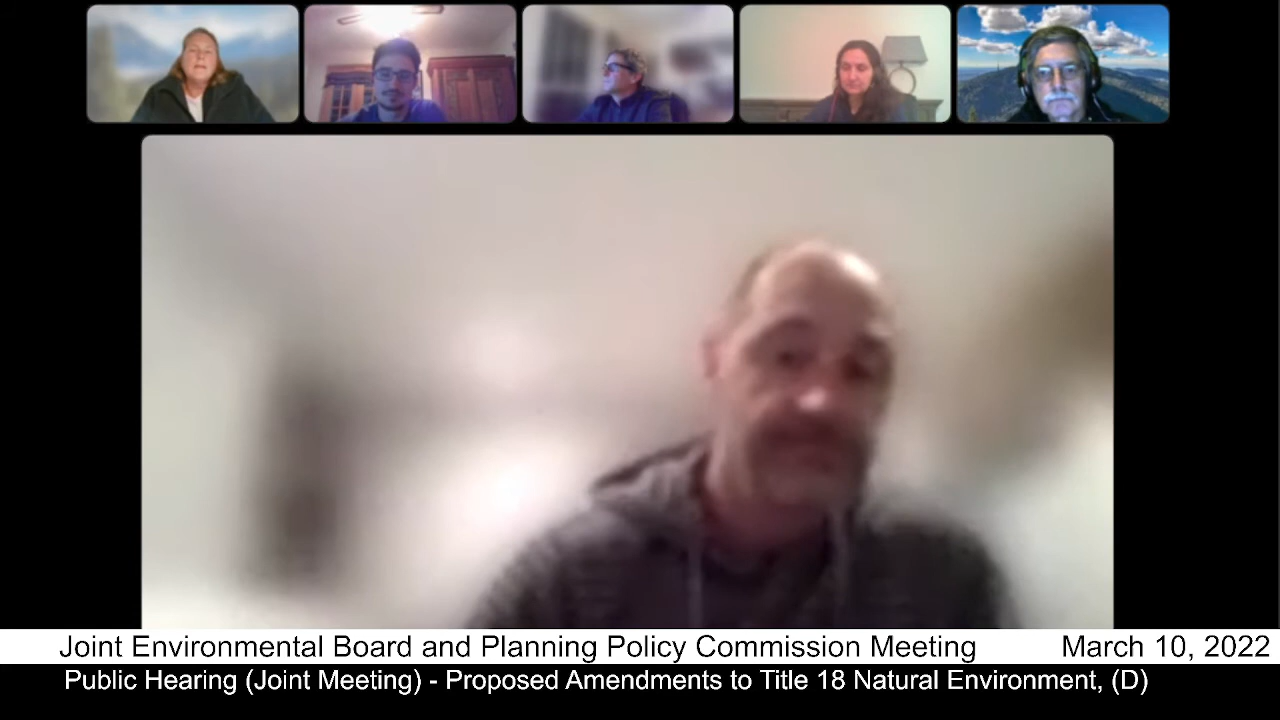 Joint Environmental Board and Planning Policy Commission Meeting March 10, 2022
Public Hearing (Joint Meeting) - Proposed Amendments to Title 18 Natural Environment, (D)